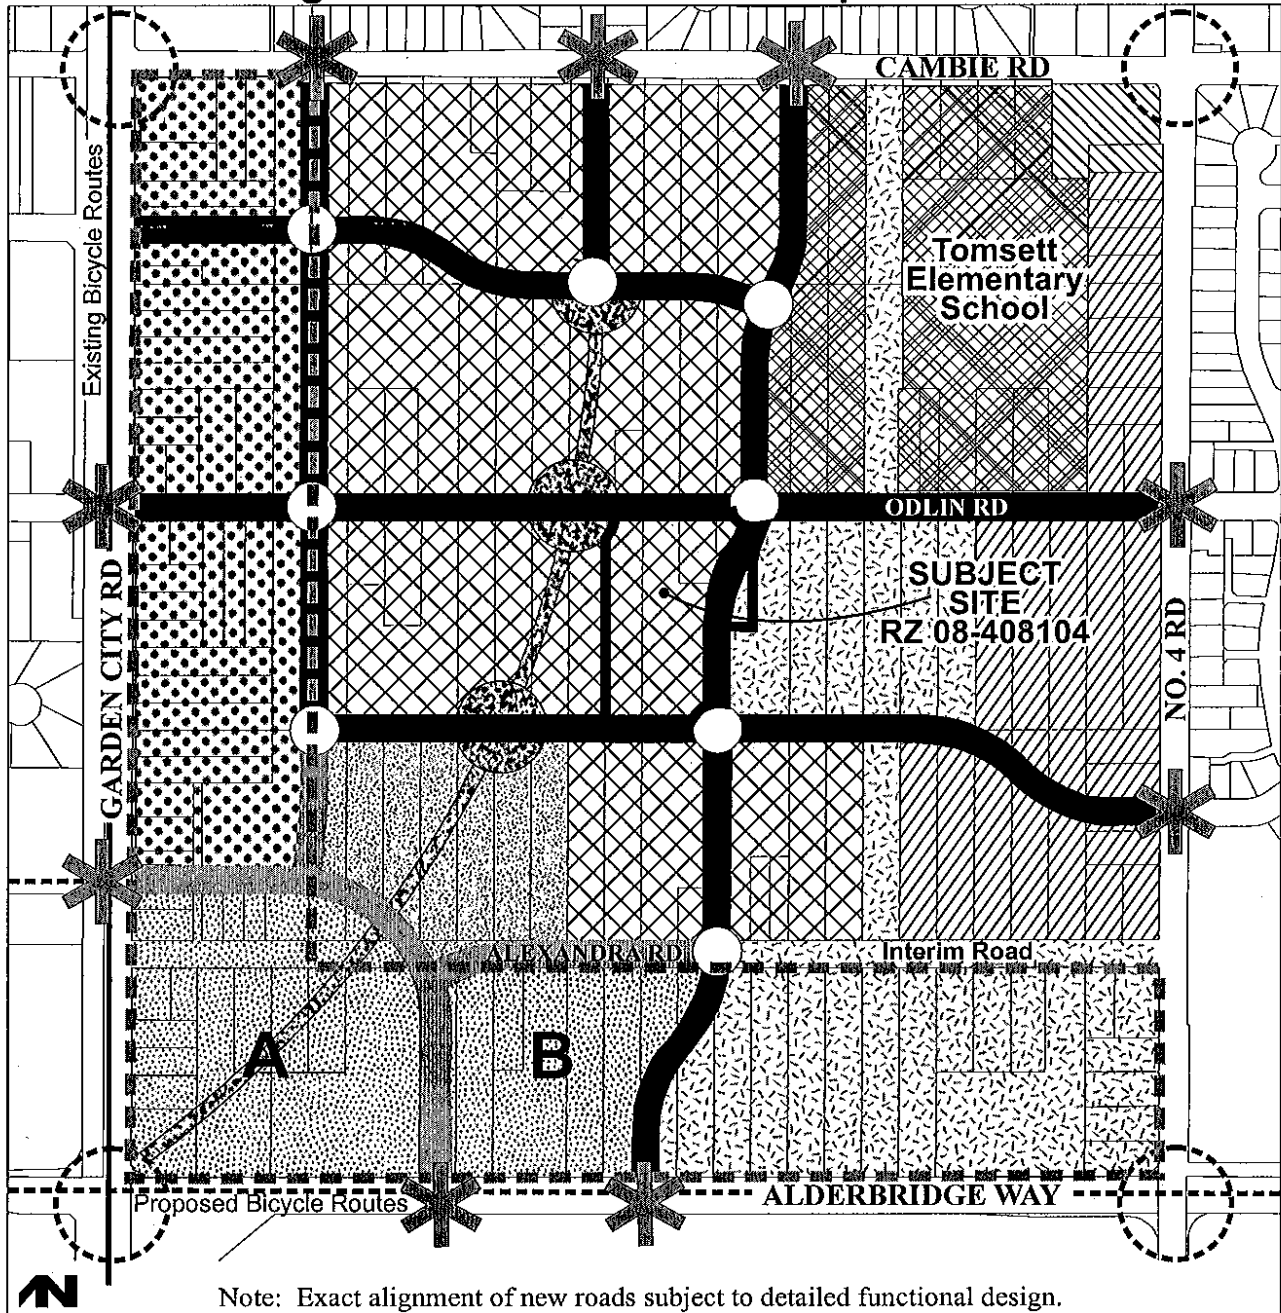 CAMBIE RD
Existing Bicycle Routes
Tomsett
Elementary
School
ODLIN RD
SUBJECT
SITE
RZ 08-408104
GARDEN CITY RD
NO. 4 RD
ALEXANDRA RD
Interim Road
A
B
Proposed Bicycle Routes
ALDERBRIDGE WAY
N
Note: Exact alignment of new roads subject to detailed functional design.